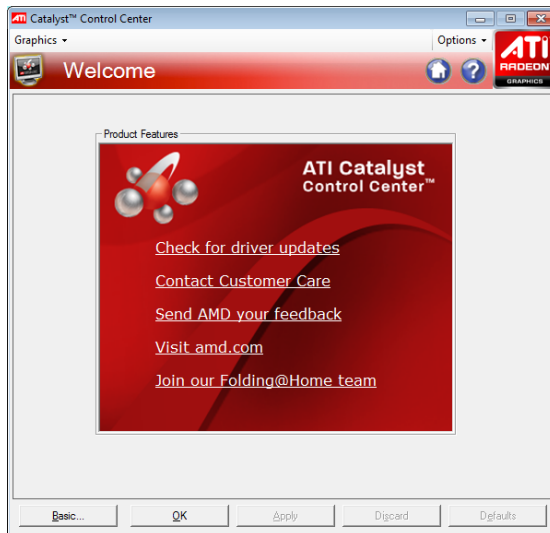 ATI Catalyst™ Control Center
Graphics Options
ATI
RADEON
GRAPHICS
Welcome
Product Features
ATI Catalyst
Control Center™
Check for driver updates
Contact Customer Care
Send AMD your feedback
Visit amd.com
Join our Folding@Home team
Basic... OK Apply Discard Defaults